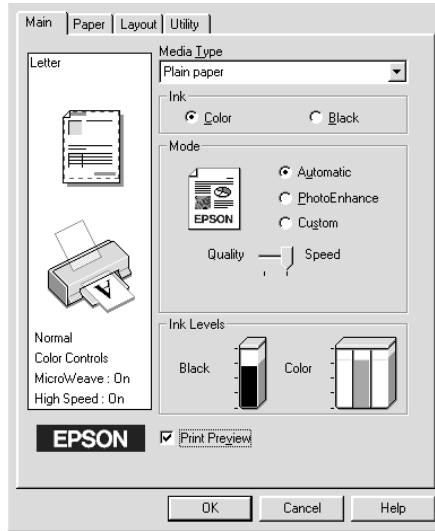 Main
Paper
Layout
Utility
Letter
Normal
Color Controls
MicroWeave : On
High Speed : On
EPSON
Media Type
Plain paper
Ink
Color
Black
Mode
EPSON
Automatic
PhotoEnhance
Custom
Quality
Speed
Ink Levels
Black
Color
Print Preview
OK
Cancel
Help